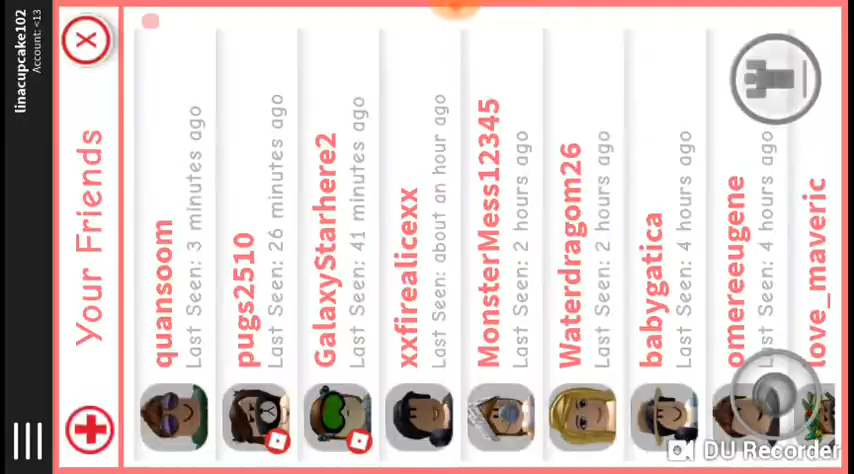 linacupcake102
Account: <13
X
Your Friends
quansoom
Last Seen: 3 minutes ago
pugs2510
Last Seen: 26 minutes ago
GalaxyStarhere2
Last Seen: 41 minutes ago
xxfirealicexx
Last Seen: about an hour ago
MonsterMess12345
Last Seen: 2 hours ago
Waterdragom26
Last Seen: 2 hours ago
babygatica
Last Seen: 4 hours ago
omereeugene
Last Seen: 4 hours ago
love_maveric
DU Recorder